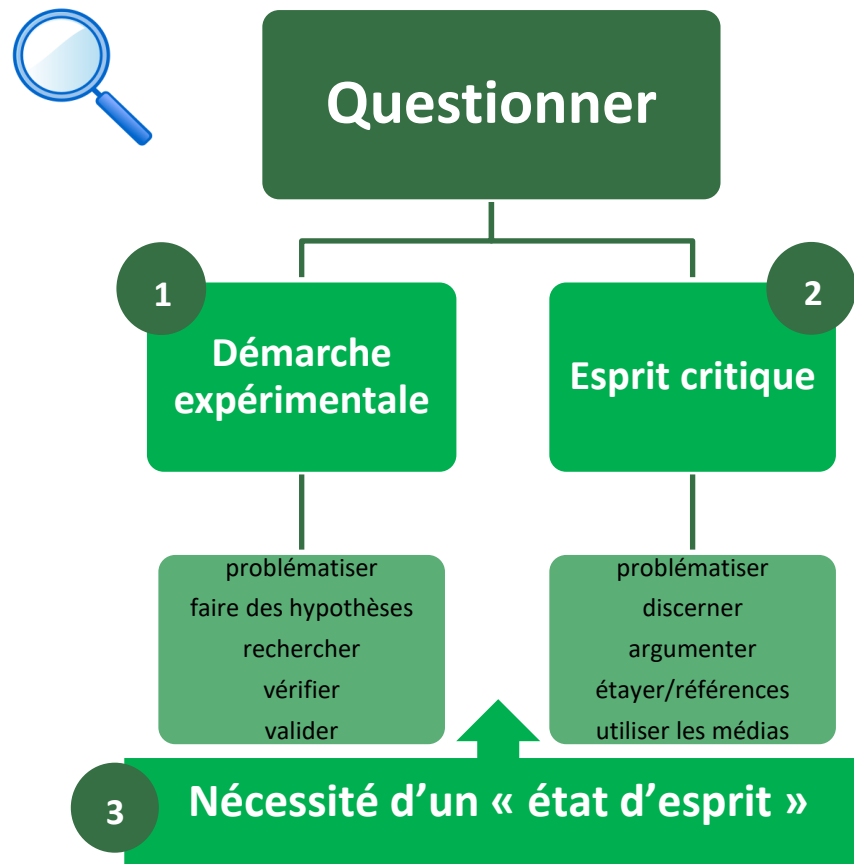 Questionner
1
Démarche
expérimentale
2
Esprit critique
problématiser
faire des hypothèses
rechercher
vérifier
valider
problématiser
discerner
argumenter
étayer/références
utiliser les médias
3
Nécessité d’un « état d’esprit »